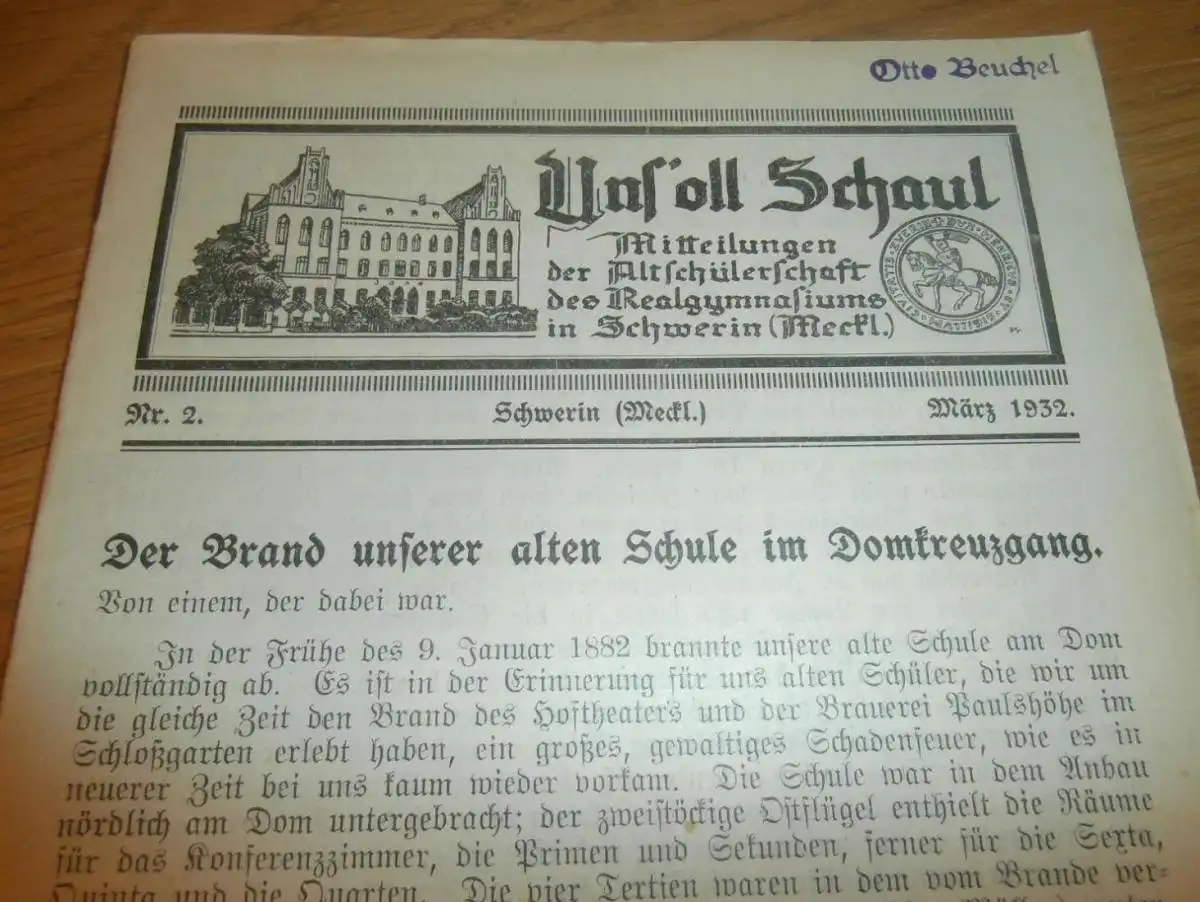 Otto Beuchel
Uns' oll Schaul
Mitteilungen
der Altschülerschaft
des Realgymnasiums
in Schwerin (Meckl.)
Nr. 2. Schwerin (Meckl.) März 1932.
Der Brand unserer alten Schule im Domkreuzgang.
Von einem, der dabei war.
In der Frühe des 9. Januar 1882 brannte unsere alte Schule am Dom
vollständig ab. Es ist in der Erinnerung für uns alten Schüler, die wir um
die gleiche Zeit den Brand des Hoftheaters und der Brauerei Paulshöhe im
Schloßgarten erlebt haben, ein großes, gewaltiges Schadenfeuer, wie es in
neuerer Zeit bei uns kaum wieder vorkam. Die Schule war in dem Anbau
nördlich am Dom untergebracht; der zweistöckige Ostflügel enthielt die Räume
für das Konferenzzimmer, die Primen und Sekunden, ferner für die Sexta,
Quinta und die Quarten. Die vier Tertien waren in dem vom Brande ver-